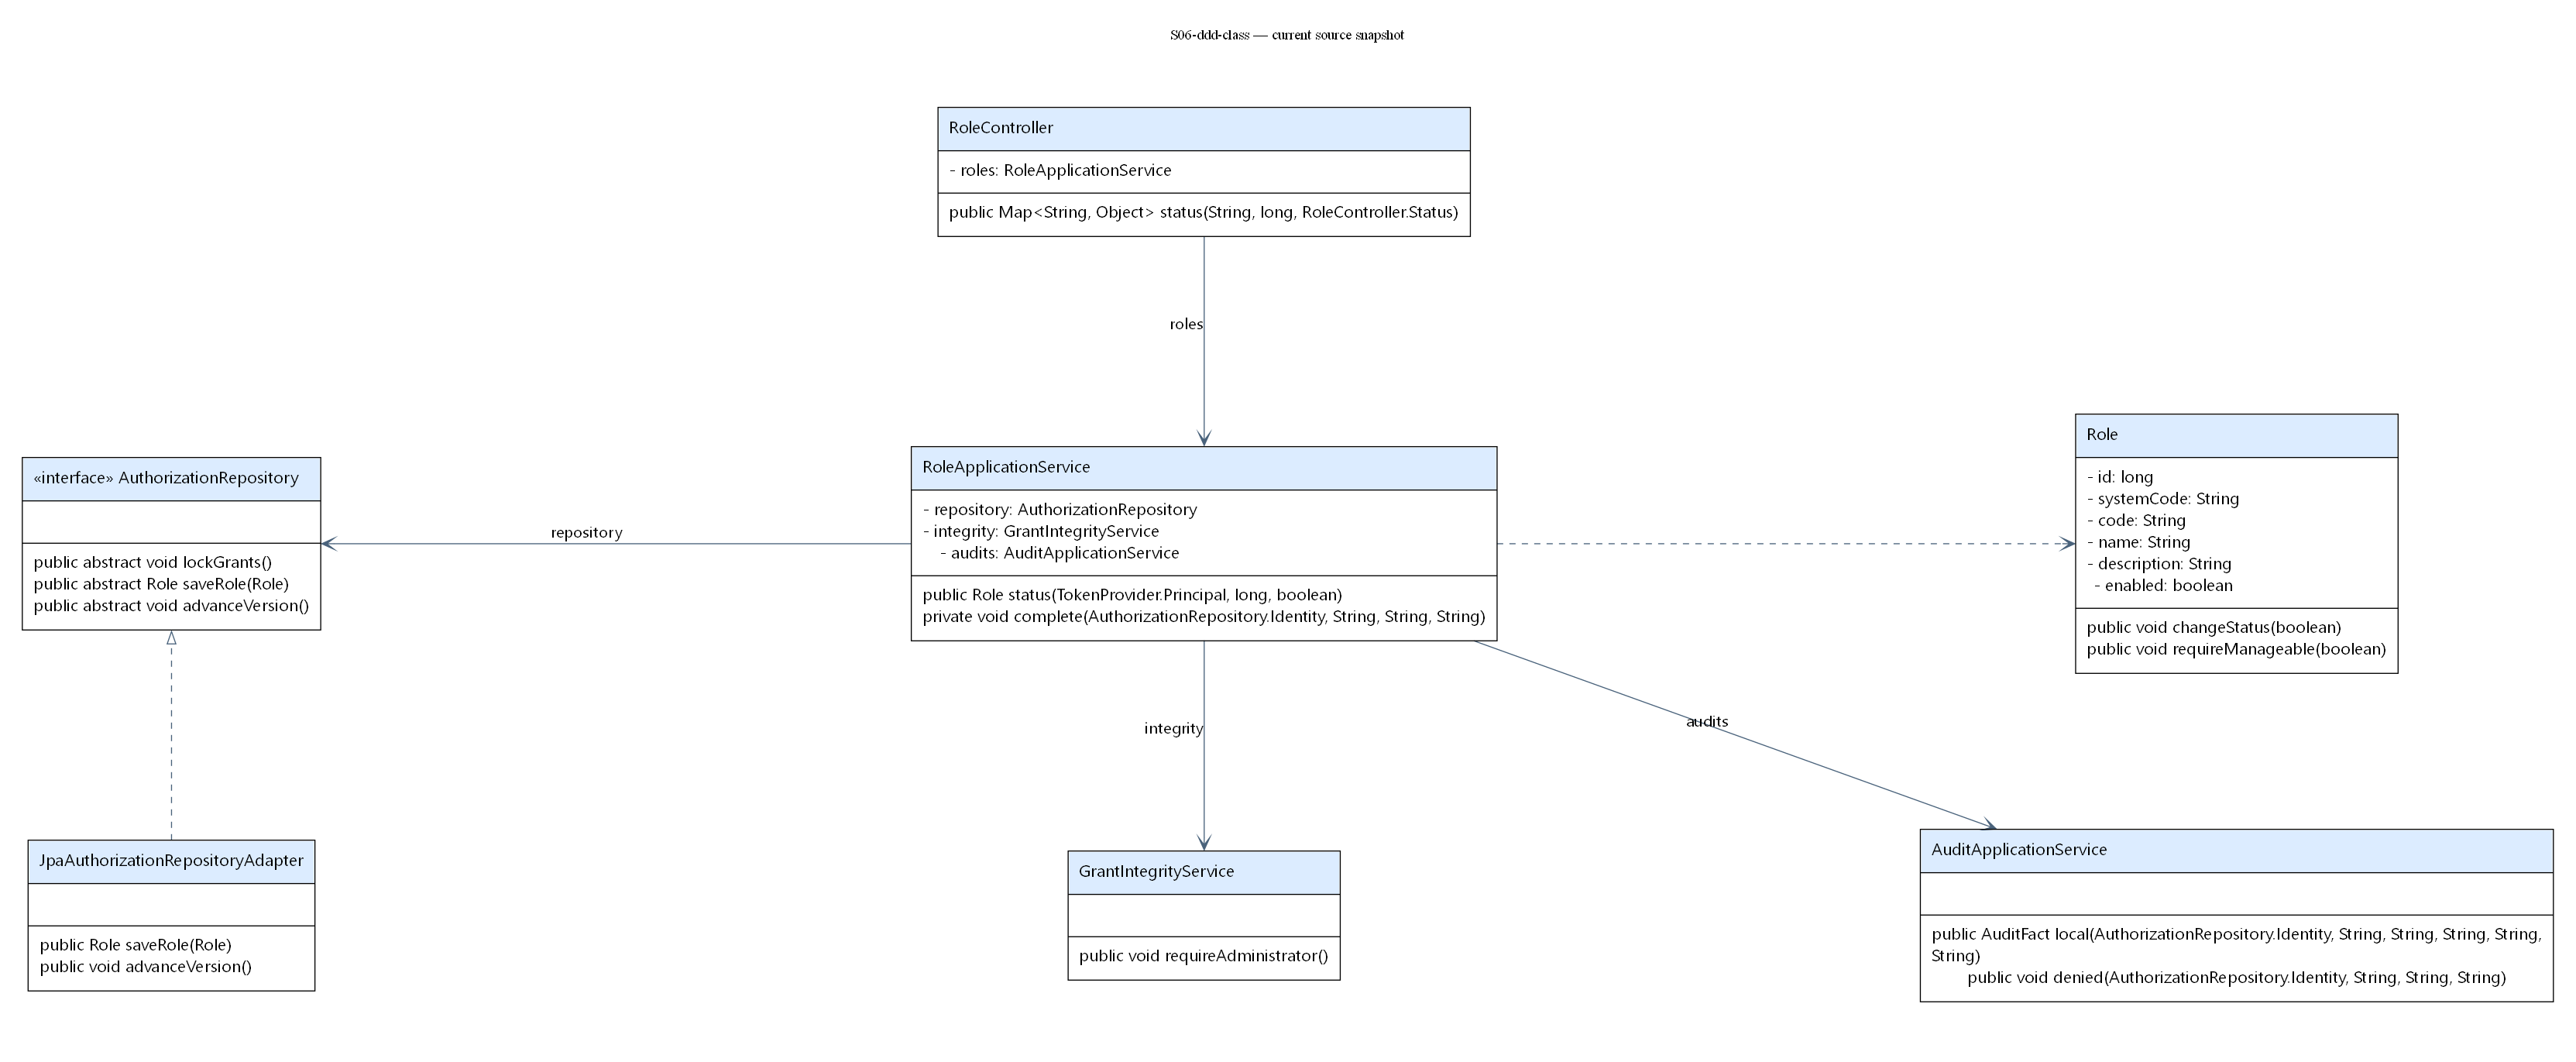 S06-ddd-class — current source snapshot
RoleController
- roles: RoleApplicationService
public Map<String, Object> status(String, long, RoleController.Status)
roles
«interface» AuthorizationRepository
public abstract void lockGrants()
public abstract Role saveRole(Role)
public abstract void advanceVersion()
repository
RoleApplicationService
- repository: AuthorizationRepository
- integrity: GrantIntegrityService
- audits: AuditApplicationService
public Role status(TokenProvider.Principal, long, boolean)
private void complete(AuthorizationRepository.Identity, String, String, String)
Role
- id: long
- systemCode: String
- code: String
- name: String
- description: String
- enabled: boolean
public void changeStatus(boolean)
public void requireManageable(boolean)
integrity
audits
JpaAuthorizationRepositoryAdapter
public Role saveRole(Role)
public void advanceVersion()
GrantIntegrityService
public void requireAdministrator()
AuditApplicationService
public AuditFact local(AuthorizationRepository.Identity, String, String, String, String,
String)
public void denied(AuthorizationRepository.Identity, String, String, String)